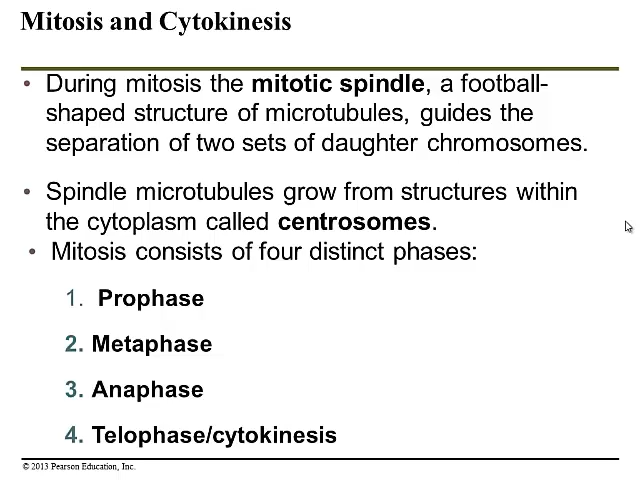 Mitosis and Cytokinesis
• During mitosis the mitotic spindle, a football-
shaped structure of microtubules, guides the
separation of two sets of daughter chromosomes.
• Spindle microtubules grow from structures within
the cytoplasm called centrosomes.
• Mitosis consists of four distinct phases:
1. Prophase
2. Metaphase
3. Anaphase
4. Telophase/cytokinesis
© 2013 Pearson Education, Inc.